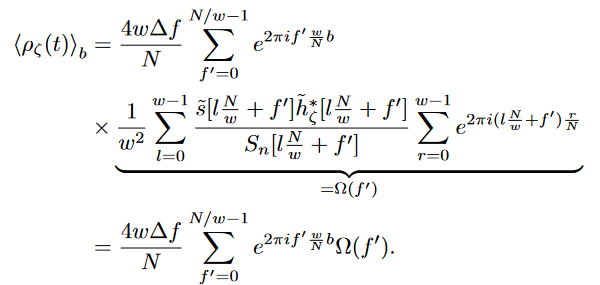 ⟨ρ_ζ(t)⟩_b = \frac{4wΔf}{N} \sum_{f'=0}^{N/w−1} e^{2πif' \frac{w}{N} b}
× \underbrace{\frac{1}{w^2} \sum_{l=0}^{w−1} \frac{\tilde{s}[l\frac{N}{w} + f'] \tilde{h}^*_ζ[l\frac{N}{w} + f']}{S_n[l\frac{N}{w} + f']} \sum_{r=0}^{w−1} e^{2πi(l\frac{N}{w}+f')\frac{r}{N}}}_{=Ω(f')}
= \frac{4wΔf}{N} \sum_{f'=0}^{N/w−1} e^{2πif' \frac{w}{N} b} Ω(f').